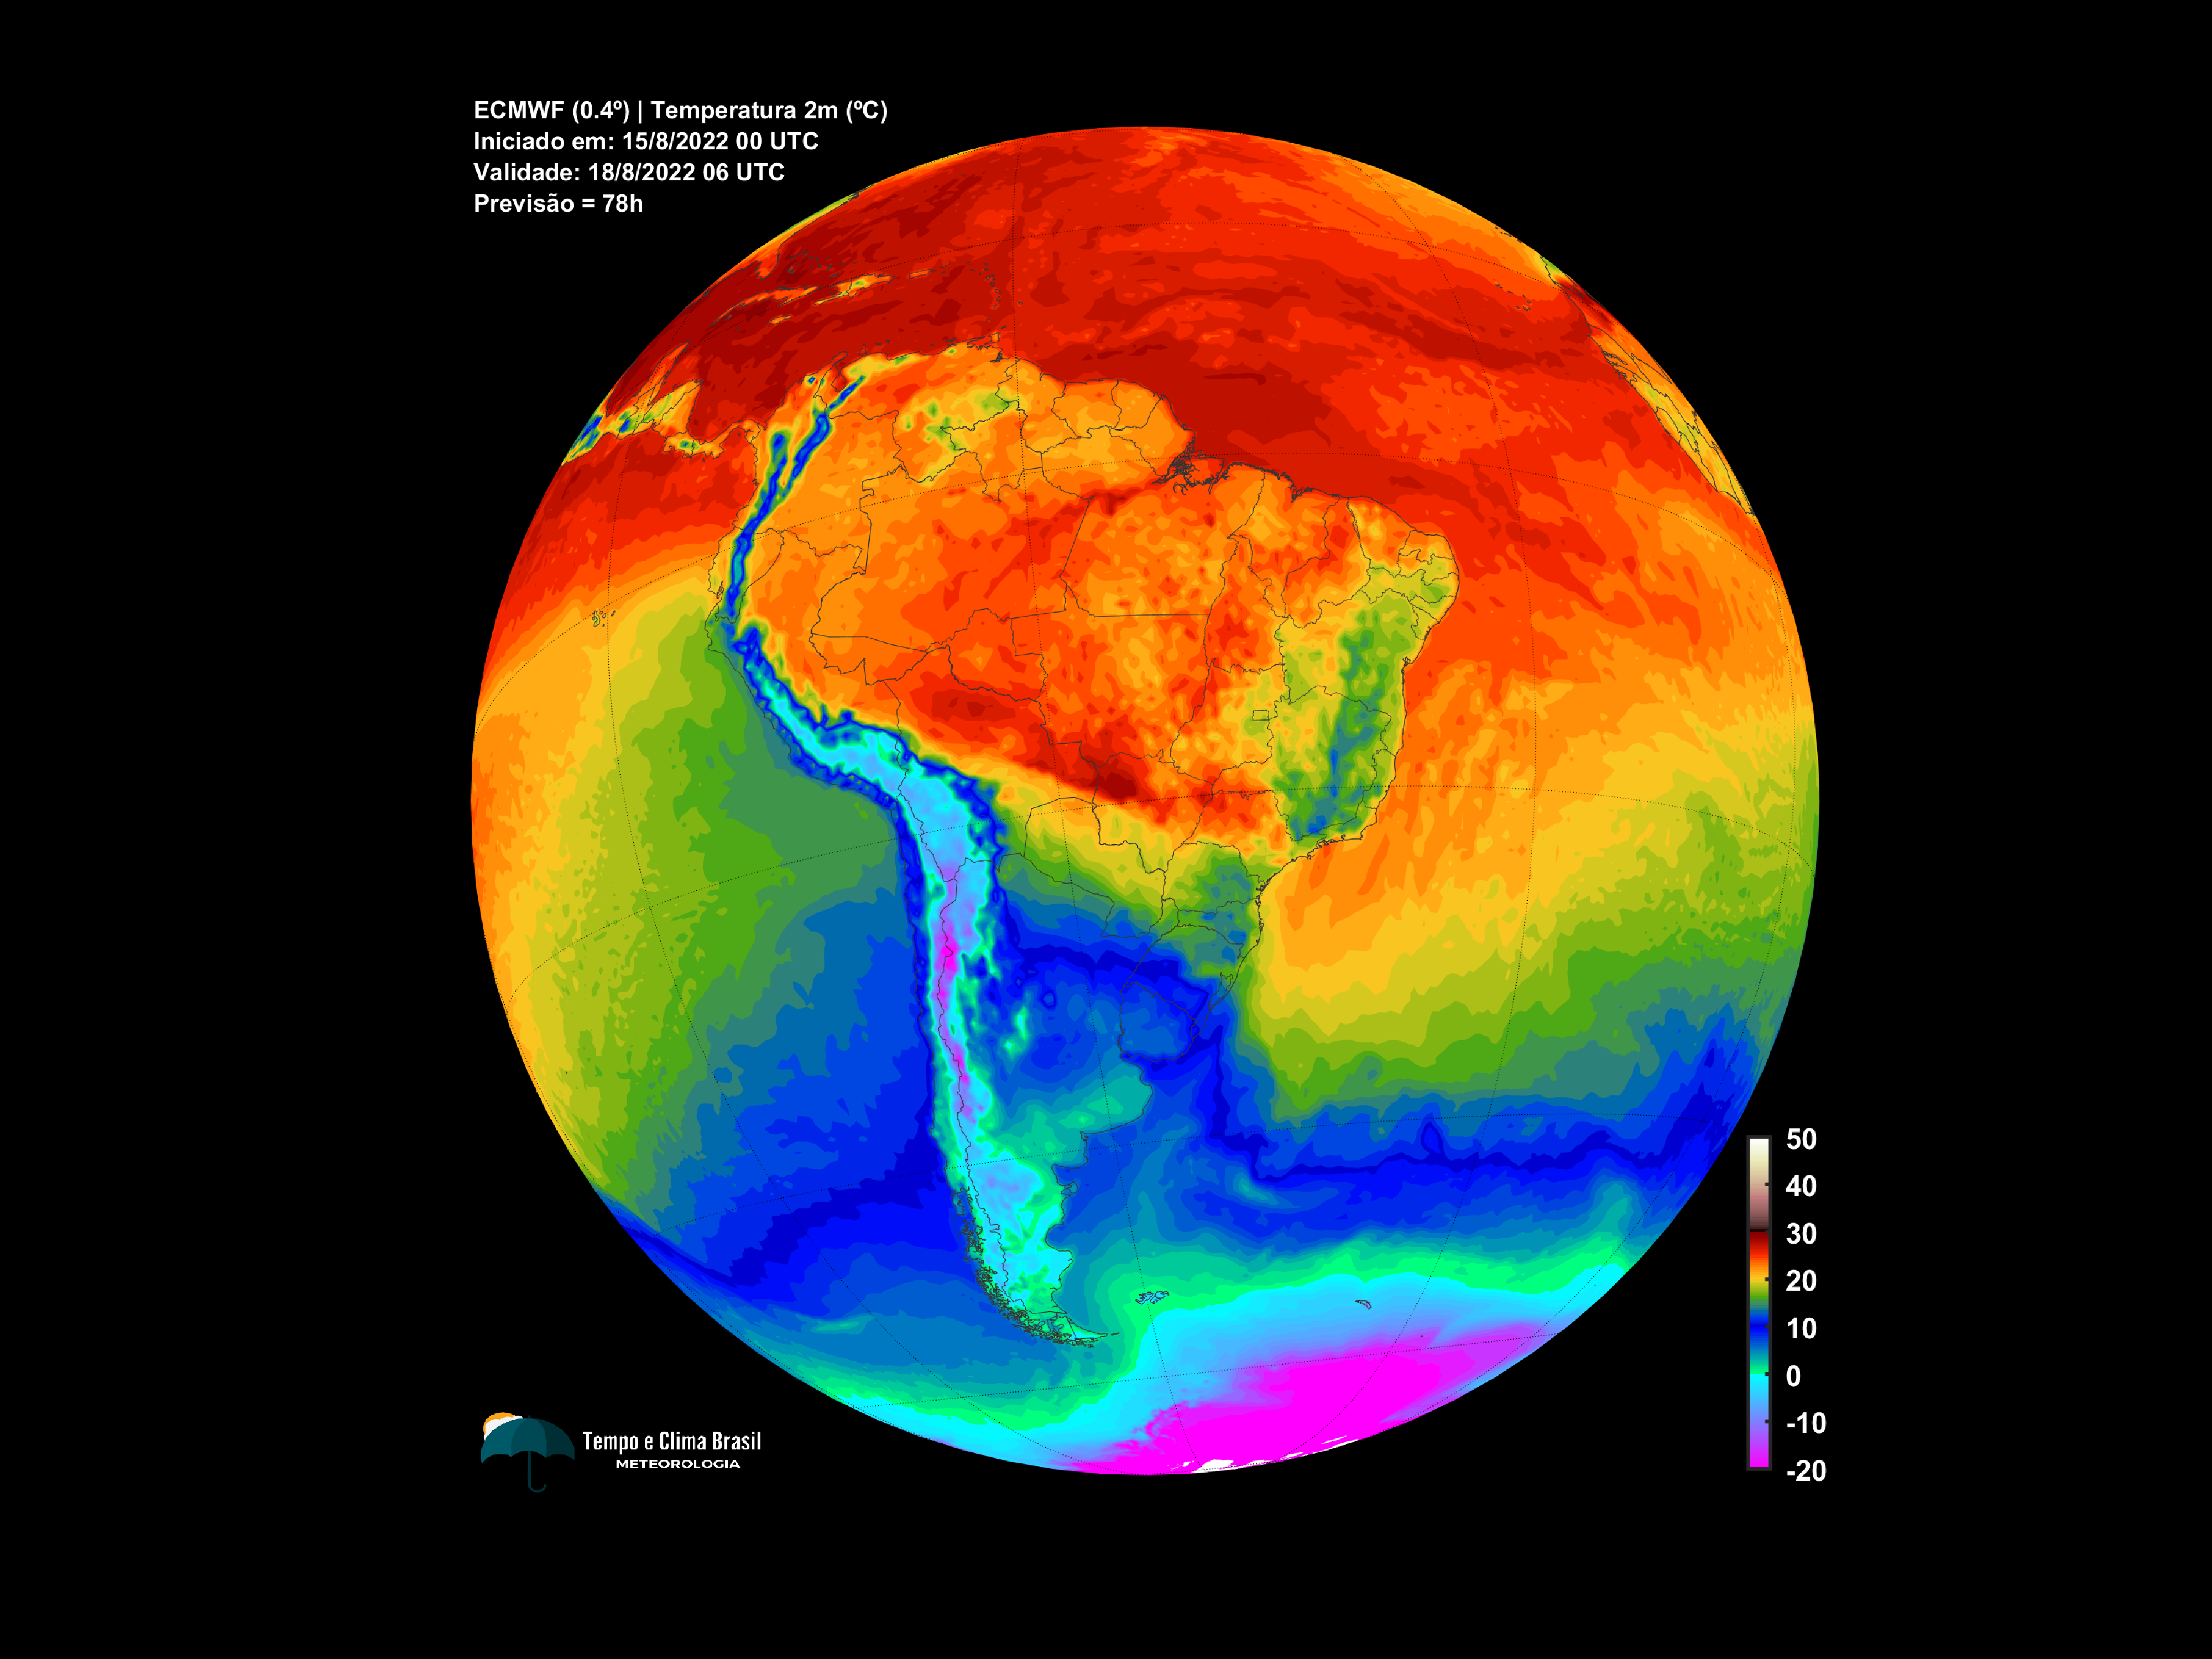 ECMWF (0.4º) | Temperatura 2m (ºC)
Iniciado em: 15/8/2022 00 UTC
Validade: 18/8/2022 06 UTC
Previsão = 78h
50
40
30
20
10
0
-10
-20
Tempo e Clima Brasil
METEOROLOGIA